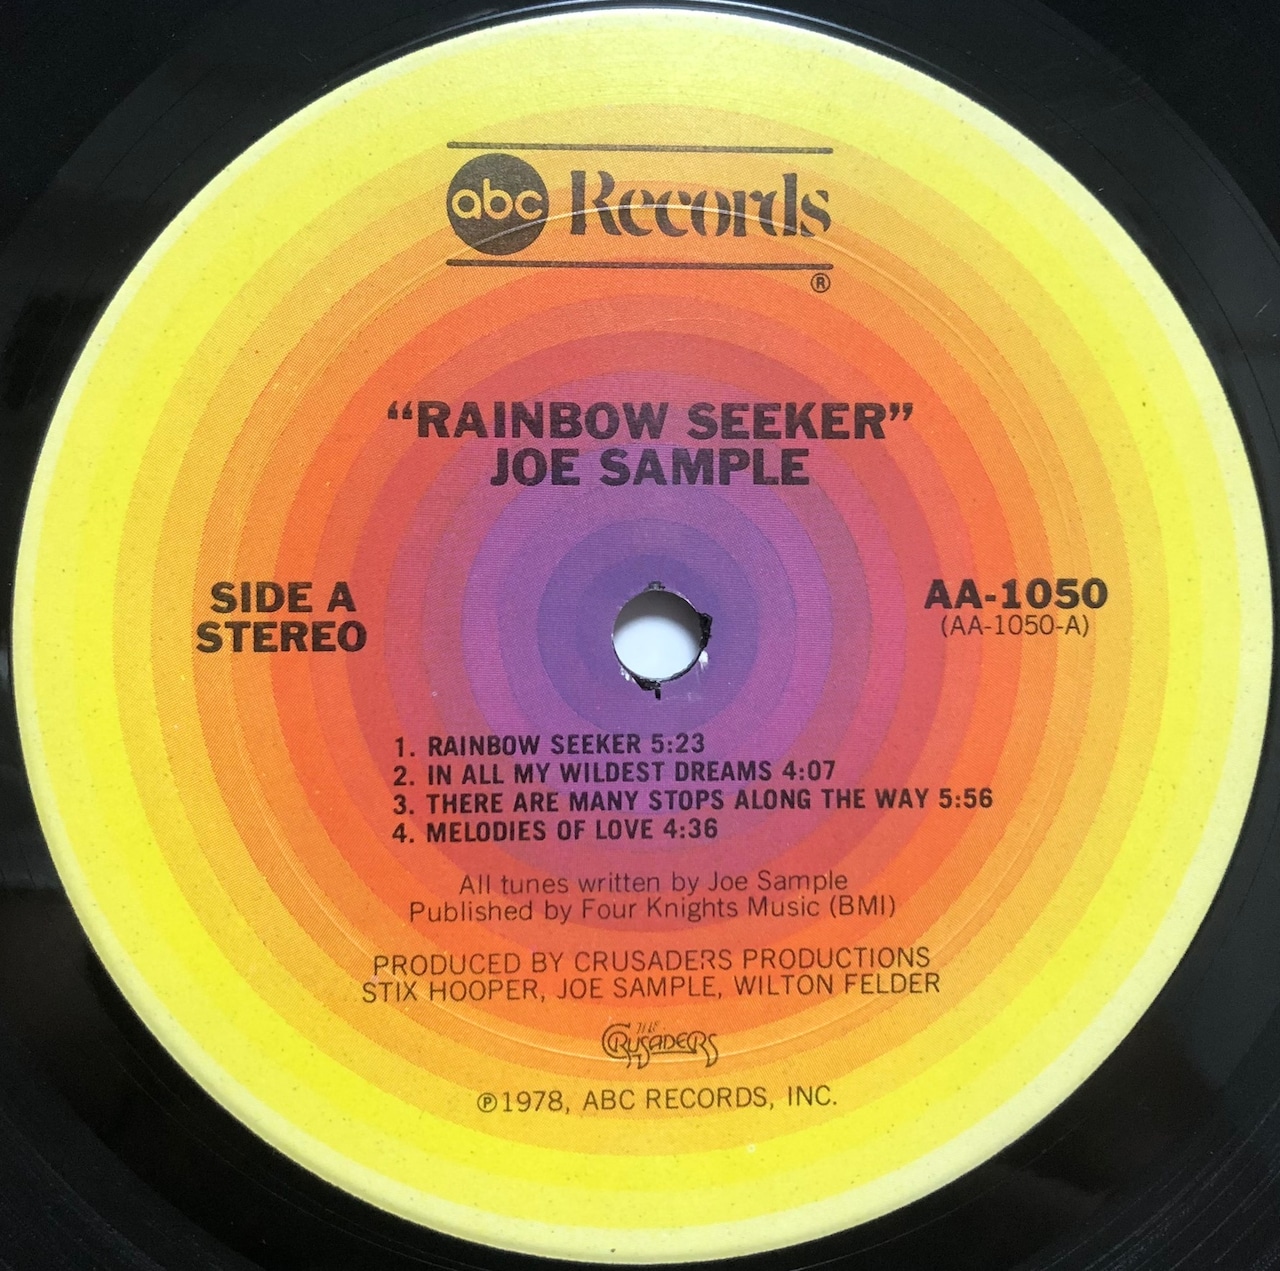 abc Records
®
“RAINBOW SEEKER”
JOE SAMPLE
SIDE A
STEREO
AA-1050
(AA-1050-A)
1. RAINBOW SEEKER 5:23
2. IN ALL MY WILDEST DREAMS 4:07
3. THERE ARE MANY STOPS ALONG THE WAY 5:56
4. MELODIES OF LOVE 4:36
All tunes written by Joe Sample
Published by Four Knights Music (BMI)
PRODUCED BY CRUSADERS PRODUCTIONS
STIX HOOPER, JOE SAMPLE, WILTON FELDER
THE
CRUSADERS
℗1978, ABC RECORDS, INC.